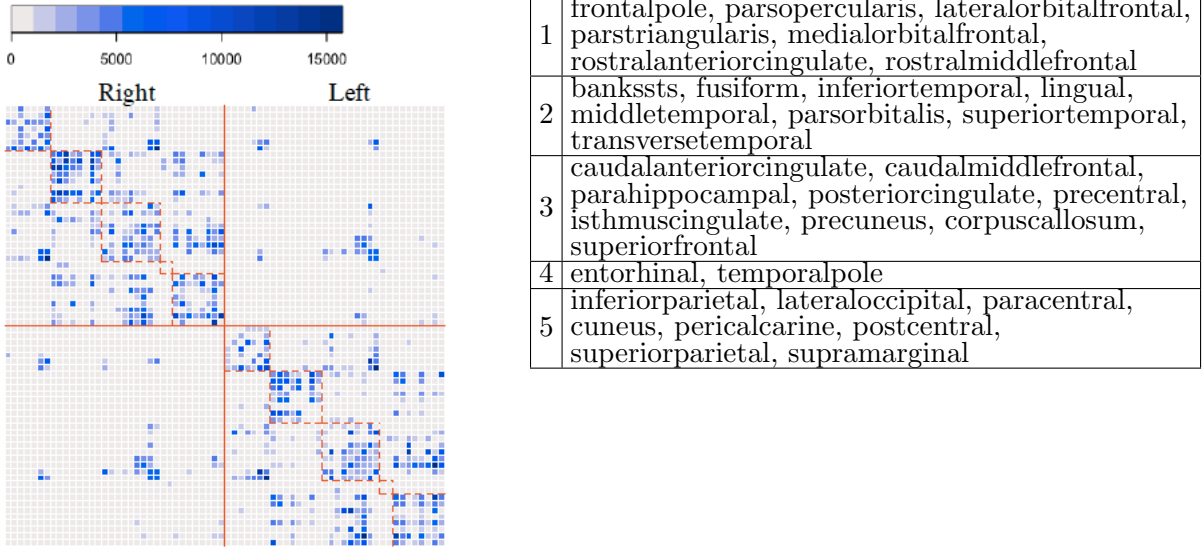 0 5000 10000 15000
Right Left
1
frontalpole, parsopercularis, lateralorbitalfrontal,
parstriangularis, medialorbitalfrontal,
rostralanteriorcingulate, rostralmiddlefrontal
2
bankssts, fusiform, inferiortemporal, lingual,
middletemporal, parsorbitalis, superiortemporal,
transversetemporal
3
caudalanteriorcingulate, caudalmiddlefrontal,
parahippocampal, posteriorcingulate, precentral,
isthmuscingulate, precuneus, corpuscallosum,
superiorfrontal
4 entorhinal, temporalpole
5
inferiorparietal, lateraloccipital, paracentral,
cuneus, pericalcarine, postcentral,
superiorparietal, supramarginal